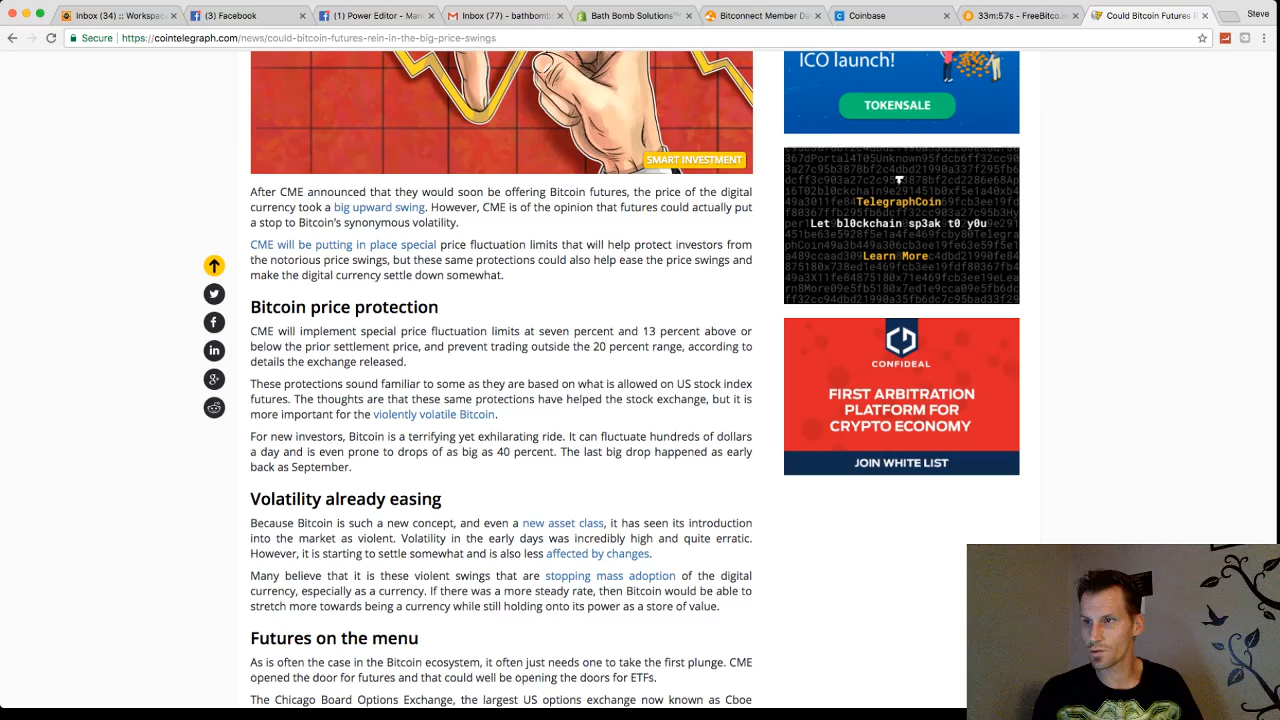 Inbox (34) - Workspac
(3) Facebook
(1) Power Editor - Man
Inbox (77) - bathbomb
Bath Bomb Solutions™
Bitconnect Member De
Coinbase
33m:57s - FreeBitco.in
Could Bitcoin Futures R
Steve
Secure
https://cointelegraph.com/news/could-bitcoin-futures-rein-in-the-big-price-swings
SMART INVESTMENT
After CME announced that they would soon be offering Bitcoin futures, the price of the digital
currency took a big upward swing. However, CME is of the opinion that futures could actually put
a stop to Bitcoin's synonymous volatility.
CME will be putting in place special price fluctuation limits that will help protect investors from
the notorious price swings, but these same protections could also help ease the price swings and
make the digital currency settle down somewhat.
Bitcoin price protection
CME will implement special price fluctuation limits at seven percent and 13 percent above or
below the prior settlement price, and prevent trading outside the 20 percent range, according to
details the exchange released.
These protections sound familiar to some as they are based on what is allowed on US stock index
futures. The thoughts are that these same protections have helped the stock exchange, but it is
more important for the violently volatile Bitcoin.
For new investors, Bitcoin is a terrifying yet exhilarating ride. It can fluctuate hundreds of dollars
a day and is even prone to drops of as big as 40 percent. The last big drop happened as early
back as September.
Volatility already easing
Because Bitcoin is such a new concept, and even a new asset class, it has seen its introduction
into the market as violent. Volatility in the early days was incredibly high and quite erratic.
However, it is starting to settle somewhat and is also less affected by changes.
Many believe that it is these violent swings that are stopping mass adoption of the digital
currency, especially as a currency. If there was a more steady rate, then Bitcoin would be able to
stretch more towards being a currency while still holding onto its power as a store of value.
Futures on the menu
As is often the case in the Bitcoin ecosystem, it often just needs one to take the first plunge. CME
opened the door for futures and that could well be opening the doors for ETFs.
The Chicago Board Options Exchange, the largest US options exchange now known as Cboe
ICO launch!
TOKENSALE
TelegraphCoin
Let bl0ckchain sp3ak t0 y0u
Learn More
CONFIDEAL
FIRST ARBITRATION
PLATFORM FOR
CRYPTO ECONOMY
JOIN WHITE LIST